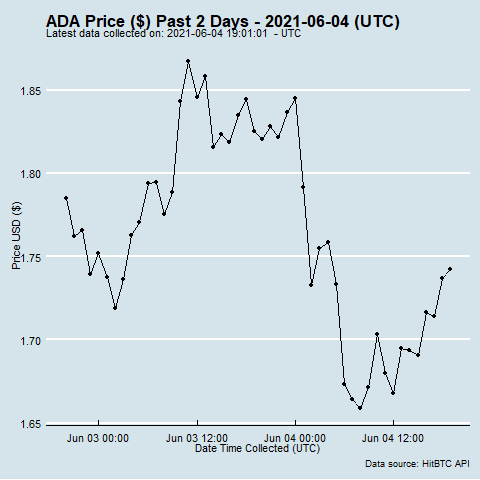 ADA Price ($) Past 2 Days - 2021-06-04 (UTC)
Latest data collected on: 2021-06-04 19:01:01 - UTC
Price USD ($)
1.85
1.80
1.75
1.70
1.65
Jun 03 00:00 Jun 03 12:00 Jun 04 00:00 Jun 04 12:00
Date Time Collected (UTC)
Data source: HitBTC API